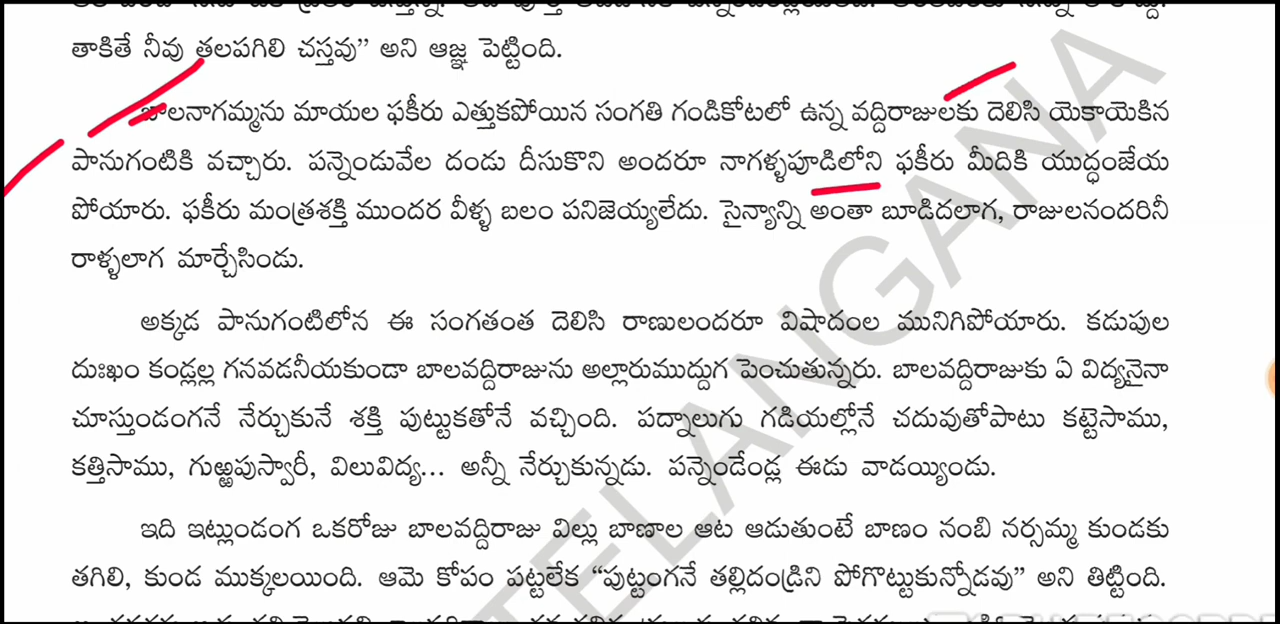 తాకితే నీవు తలపగిలి చస్తవు” అని ఆజ్ఞ పెట్టింది.
బాలనాగమ్మను మాయల ఫకీరు ఎత్తుకపోయిన సంగతి గండికోటలో ఉన్న వద్దిరాజులకు దెలిసి యెకాయెకిన
పానుగంటికి వచ్చారు. పన్నెండువేల దండు దీసుకొని అందరూ నాగళ్ళపూడిలోని ఫకీరు మీదికి యుద్ధంజేయ
పోయారు. ఫకీరు మంత్రశక్తి ముందర వీళ్ళ బలం పనిజెయ్యలేదు. సైన్యాన్ని అంతా బూడిదలాగ, రాజులనందరినీ
రాళ్ళలాగ మార్చేసిండు.
అక్కడ పానుగంటిలోన ఈ సంగతంత దెలిసి రాణులందరూ విషాదంల మునిగిపోయారు. కడుపుల
దుఃఖం కండ్లల్ల గనవడనీయకుండా బాలవద్దిరాజును అల్లారుముద్దుగ పెంచుతున్నరు. బాలవద్దిరాజుకు ఏ విద్యనైనా
చూస్తుండంగనే నేర్చుకునే శక్తి పుట్టుకతోనే వచ్చింది. పద్నాలుగు గడియల్లోనే చదువుతోపాటు కట్టెసాము,
కత్తిసాము, గుఱ్ఱపుస్వారీ, విలువిద్య... అన్నీ నేర్చుకున్నడు. పన్నెండేండ్ల ఈడు వాడయ్యిండు.
ఇది ఇట్లుండంగ ఒకరోజు బాలవద్దిరాజు విల్లు బాణాల ఆట ఆడుతుంటే బాణం నంబి నర్సమ్మ కుండకు
తగిలి, కుండ ముక్కలయింది. ఆమె కోపం పట్టలేక “పుట్టంగనే తల్లిదండ్రిని పోగొట్టుకున్నోడవు” అని తిట్టింది.
TELANGANA